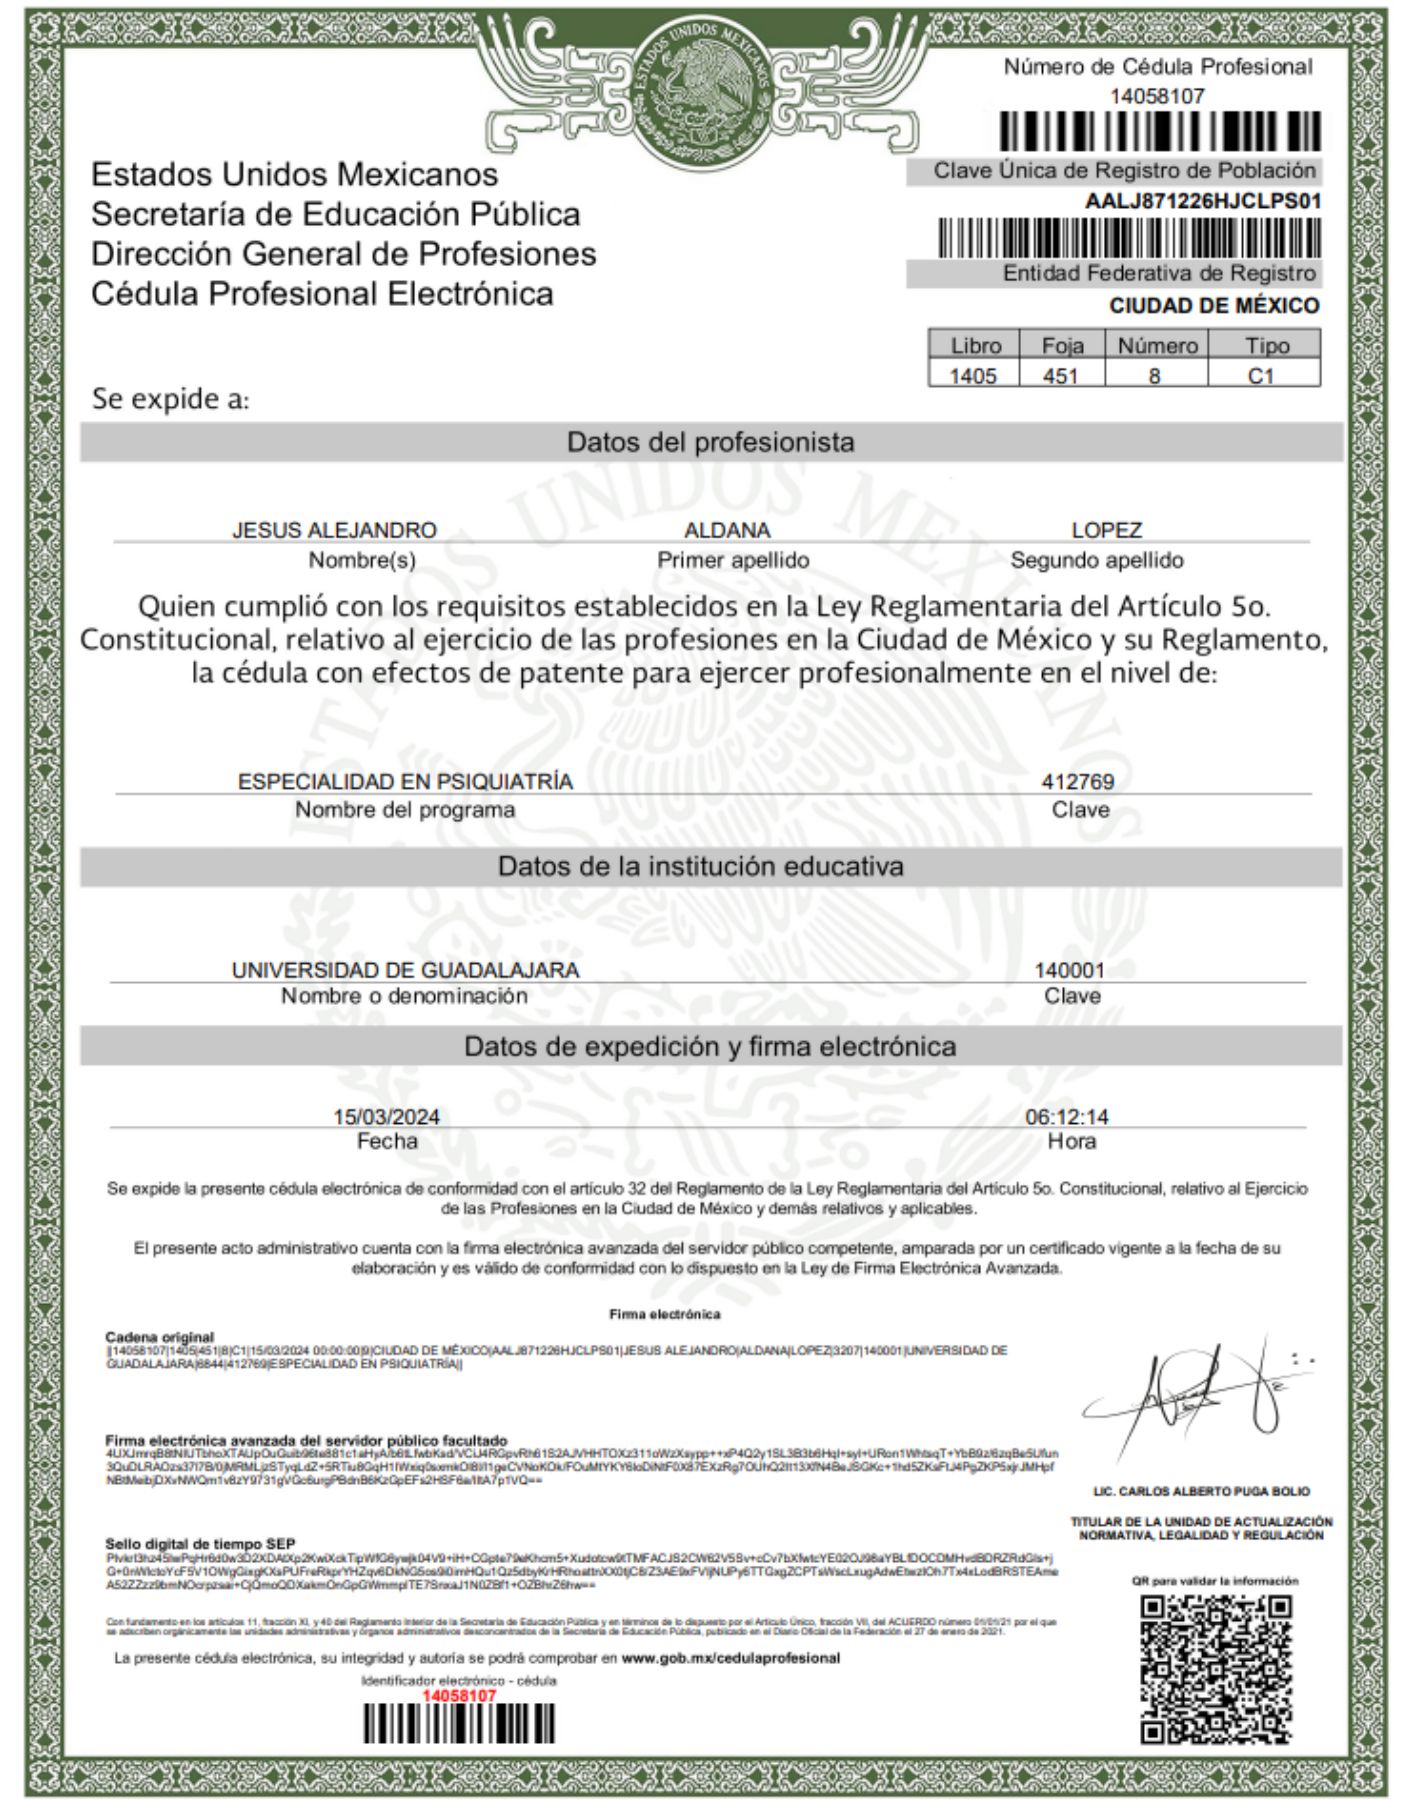 ESTADOS UNIDOS MEXICANOS
Número de Cédula Profesional
14058107
Clave Única de Registro de Población
AALJ871226HJCLPS01
Entidad Federativa de Registro
CIUDAD DE MÉXICO
Libro Foja Número Tipo
1405 451 8 C1
Estados Unidos Mexicanos
Secretaría de Educación Pública
Dirección General de Profesiones
Cédula Profesional Electrónica
Se expide a:
Datos del profesionista
JESUS ALEJANDRO ALDANA LOPEZ
Nombre(s) Primer apellido Segundo apellido
Quien cumplió con los requisitos establecidos en la Ley Reglamentaria del Artículo 5o.
Constitucional, relativo al ejercicio de las profesiones en la Ciudad de México y su Reglamento,
la cédula con efectos de patente para ejercer profesionalmente en el nivel de:
ESPECIALIDAD EN PSIQUIATRÍA 412769
Nombre del programa Clave
Datos de la institución educativa
UNIVERSIDAD DE GUADALAJARA 140001
Nombre o denominación Clave
Datos de expedición y firma electrónica
15/03/2024 06:12:14
Fecha Hora
Se expide la presente cédula electrónica de conformidad con el artículo 32 del Reglamento de la Ley Reglamentaria del Artículo 5o. Constitucional, relativo al Ejercicio
de las Profesiones en la Ciudad de México y demás relativos y aplicables.
El presente acto administrativo cuenta con la firma electrónica avanzada del servidor público competente, amparada por un certificado vigente a la fecha de su
elaboración y es válido de conformidad con lo dispuesto en la Ley de Firma Electrónica Avanzada.
Firma electrónica
Cadena original
||14058107|1405|451|8|C1|15/03/2024 00:00:00|9|CIUDAD DE MÉXICO|AALJ871226HJCLPS01|JESUS ALEJANDRO|ALDANA|LOPEZ|3207|140001|UNIVERSIDAD DE
GUADALAJARA|6844|412769|ESPECIALIDAD EN PSIQUIATRÍA||
Firma electrónica avanzada del servidor público facultado
LIC. CARLOS ALBERTO PUGA BOLIO
TITULAR DE LA UNIDAD DE ACTUALIZACIÓN
NORMATIVA, LEGALIDAD Y REGULACIÓN
Sello digital de tiempo SEP
QR para validar la información
Con fundamento en los artículos 11, fracción XI, y 40 del Reglamento Interior de la Secretaría de Educación Pública y en términos de lo dispuesto por el Artículo Único, fracción VII, del ACUERDO número 01/01/21 por el que
se adscriben orgánicamente las unidades administrativas y órganos administrativos desconcentrados de la Secretaría de Educación Pública, publicado en el Diario Oficial de la Federación el 27 de enero de 2021.
La presente cédula electrónica, su integridad y autoría se podrá comprobar en www.gob.mx/cedulaprofesional
Identificador electrónico - cédula
14058107